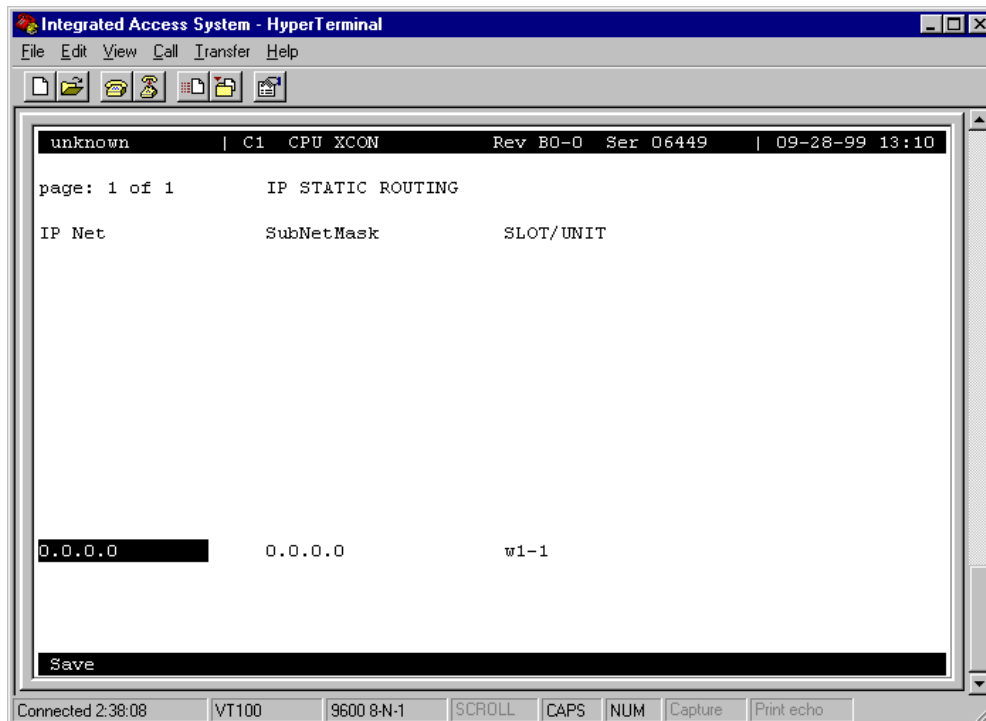 Integrated Access System - HyperTerminal
File Edit View Call Transfer Help
unknown | C1 CPU XCON Rev B0-0 Ser 06449 | 09-28-99 13:10
page: 1 of 1 IP STATIC ROUTING
IP Net SubNetMask SLOT/UNIT
0.0.0.0 0.0.0.0 w1-1
Save
Connected 2:38:08 VT100 9600 8-N-1 SCROLL CAPS NUM Capture Print echo